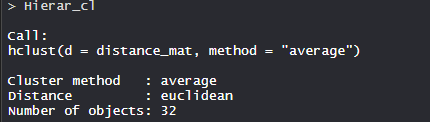 > Hierar_cl
Call:
hclust(d = distance_mat, method = "average")
Cluster method   : average
Distance         : euclidean
Number of objects: 32